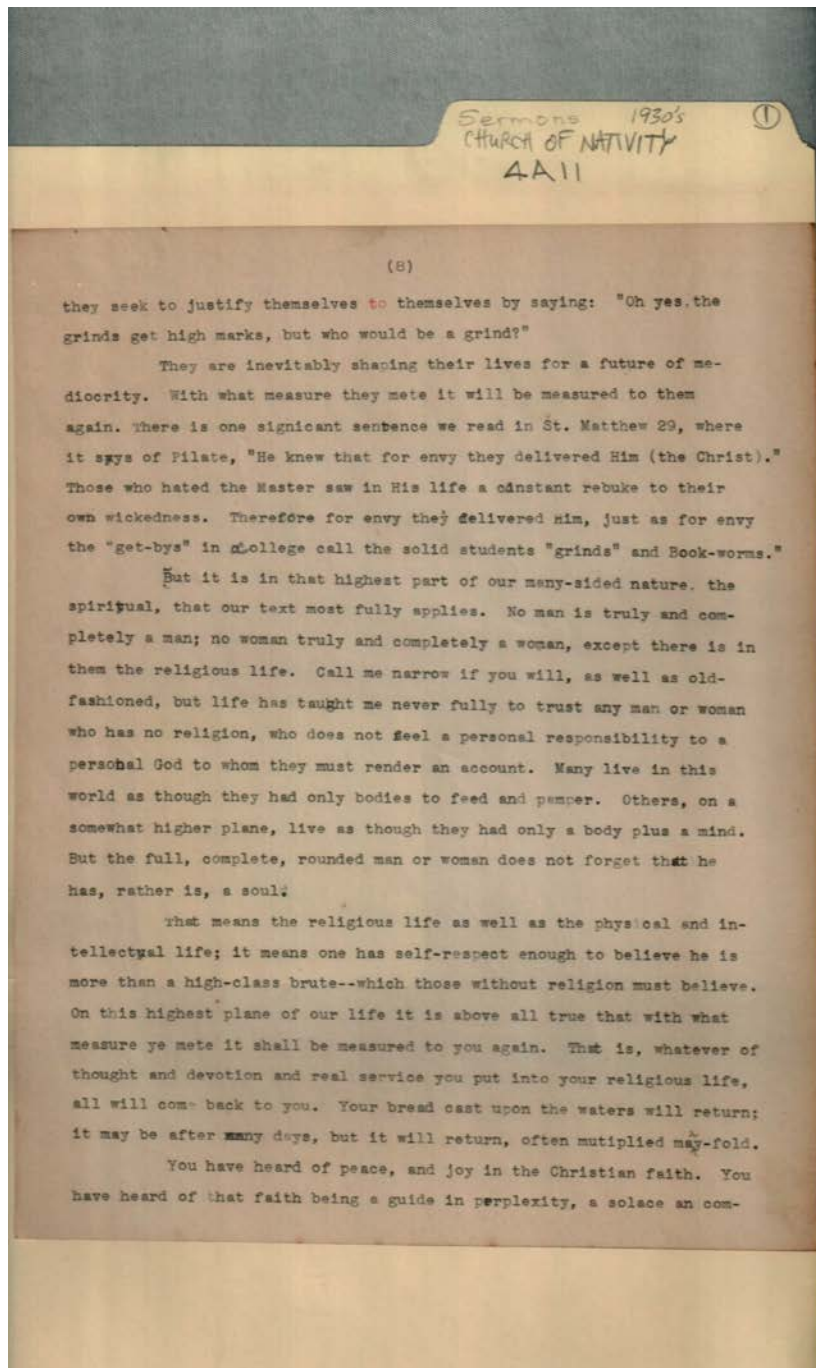 Sermons 1930's 1
CHURCH OF NATIVITY
4A11
(8)
they seek to justify themselves to themselves by saying: "Oh yes, the
grinds get high marks, but who would be a grind?"
They are inevitably shaping their lives for a future of me-
diocrity. With what measure they mete it will be measured to them
again. There is one signicant sentence we read in St. Matthew 29, where
it says of Pilate, "He knew that for envy they delivered Him (the Christ)."
Those who hated the Master saw in His life a cinstant rebuke to their
own wickedness. Therefore for envy they delivered Him, just as for envy
the "get-bys" in college call the solid students "grinds" and Book-worms."
But it is in that highest part of our many-sided nature, the
spiritual, that our text most fully applies. No man is truly and com-
pletely a man; no woman truly and completely a woman, except there is in
them the religious life. Call me narrow if you will, as well as old-
fashioned, but life has taught me never fully to trust any man or woman
who has no religion, who does not feel a personal responsibility to a
personal God to whom they must render an account. Many live in this
world as though they had only bodies to feed and pamper. Others, on a
somewhat higher plane, live as though they had only a body plus a mind.
But the full, complete, rounded man or woman does not forget that he
has, rather is, a soul.
That means the religious life as well as the physical and in-
tellectual life; it means one has self-respect enough to believe he is
more than a high-class brute--which those without religion must believe.
On this highest plane of our life it is above all true that with what
measure ye mete it shall be measured to you again. That is, whatever of
thought and devotion and real service you put into your religious life,
all will come back to you. Your bread cast upon the waters will return;
it may be after many days, but it will return, often mutiplied may-fold.
You have heard of peace, and joy in the Christian faith. You
have heard of that faith being a guide in perplexity, a solace an com-